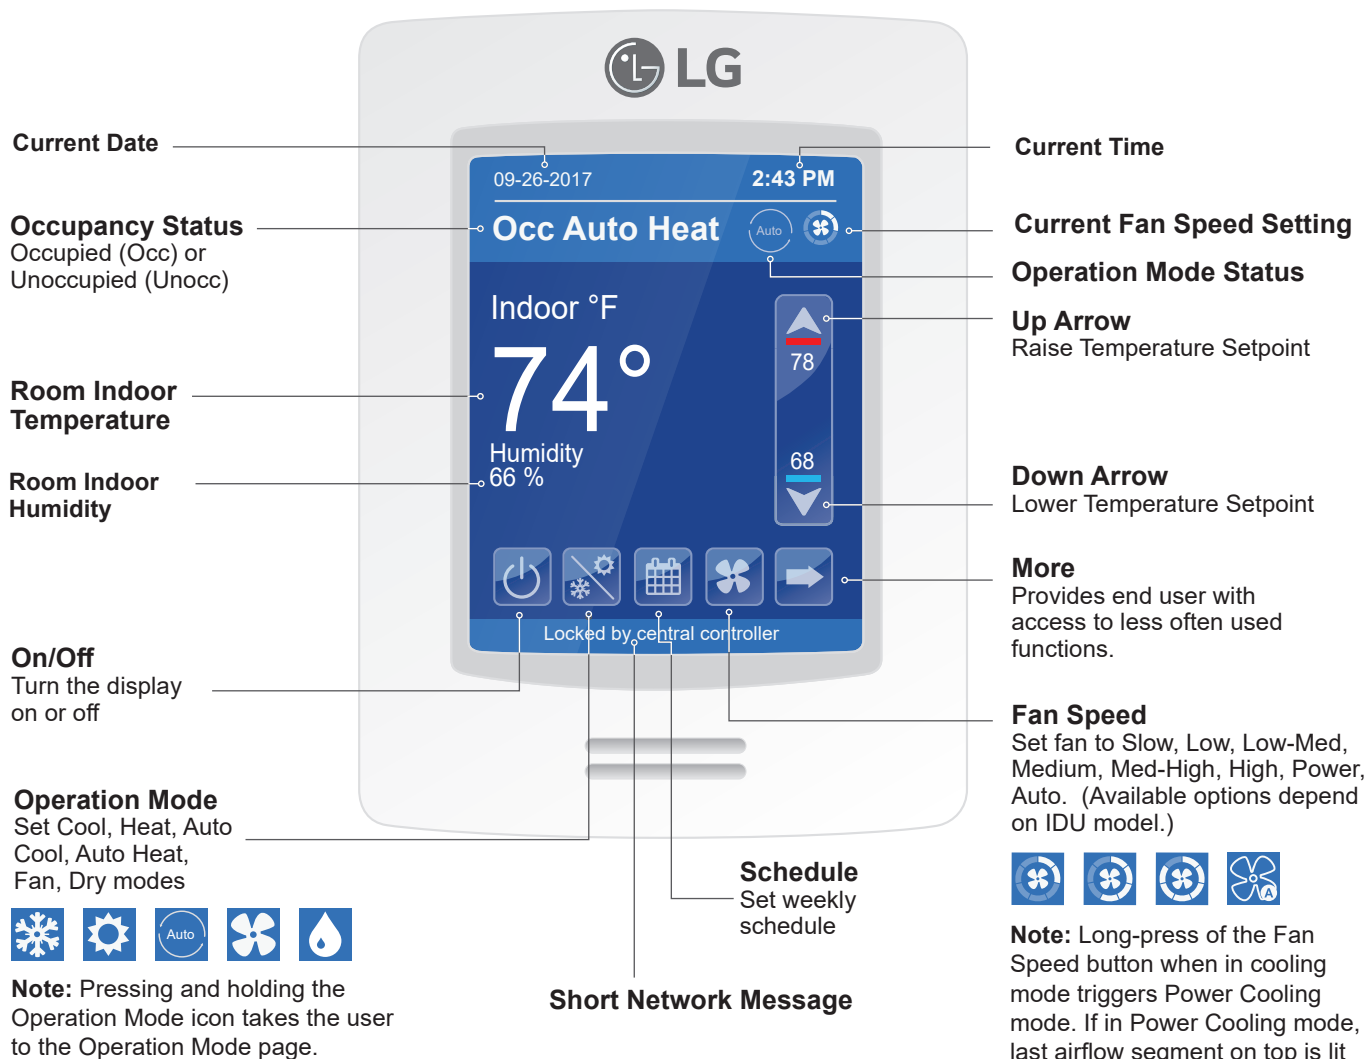 LG
Current Date
Current Time
09-26-2017
2:43 PM
Occupancy Status
Occupied (Occ) or
Unoccupied (Unocc)
Occ Auto Heat
Auto
Current Fan Speed Setting
Operation Mode Status
Indoor °F
74°
Up Arrow
Raise Temperature Setpoint
78
Room Indoor
Temperature
Humidity
66 %
Room Indoor
Humidity
68
Down Arrow
Lower Temperature Setpoint
More
Provides end user with
access to less often used
functions.
Locked by central controller
On/Off
Turn the display
on or off
Fan Speed
Set fan to Slow, Low, Low-Med,
Medium, Med-High, High, Power,
Auto. (Available options depend
on IDU model.)
A
Operation Mode
Set Cool, Heat, Auto
Cool, Auto Heat,
Fan, Dry modes
Auto
Schedule
Set weekly
schedule
Note: Pressing and holding the
Operation Mode icon takes the user
to the Operation Mode page.
Short Network Message
Note: Long-press of the Fan
Speed button when in cooling
mode triggers Power Cooling
mode. If in Power Cooling mode,
last airflow segment on top is lit